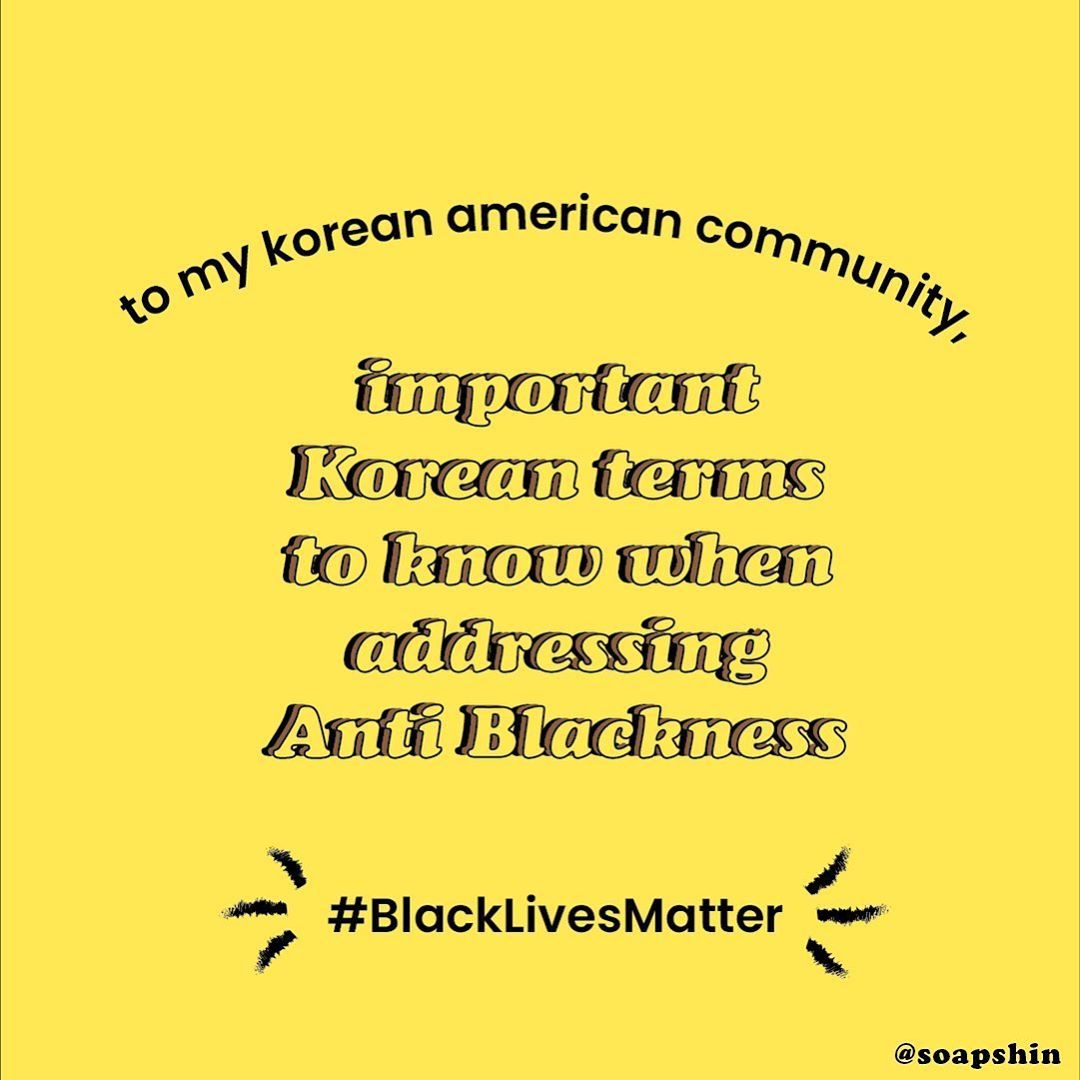 to my korean american community,
important
Korean terms
to know when
addressing
Anti Blackness
#BlackLivesMatter
@soapshin